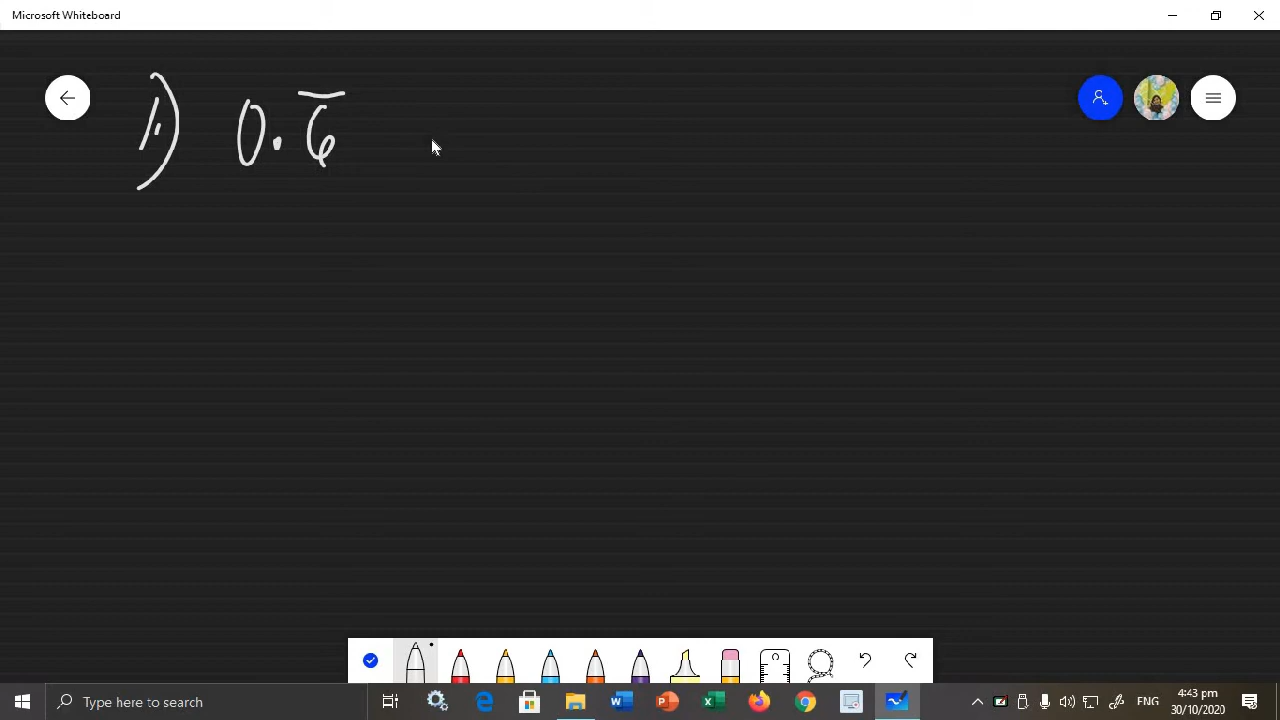 Microsoft Whiteboard
1.) 0.6̅
Type here to search
ENG
4:43 pm
30/10/2020